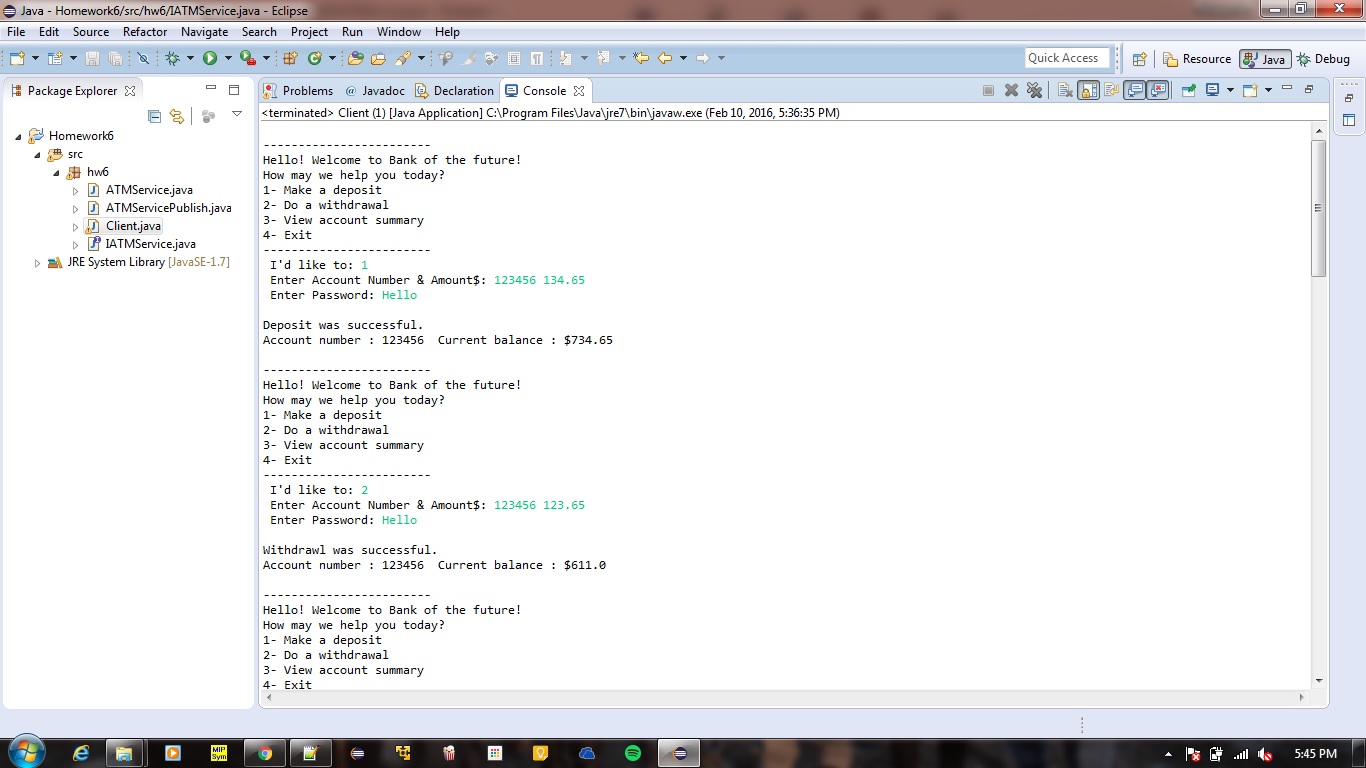 Java - Homework6/src/hw6/IATMService.java - Eclipse
File Edit Source Refactor Navigate Search Project Run Window Help
Quick Access Resource Java Debug
Package Explorer
Homework6
src
hw6
ATMService.java
ATMServicePublish.java
Client.java
IATMService.java
JRE System Library [JavaSE-1.7]
Problems @ Javadoc Declaration Console
<terminated> Client (1) [Java Application] C:\Program Files\Java\jre7\bin\javaw.exe (Feb 10, 2016, 5:36:35 PM)
------------------------
Hello! Welcome to Bank of the future!
How may we help you today?
1- Make a deposit
2- Do a withdrawal
3- View account summary
4- Exit
------------------------
I'd like to: 1
Enter Account Number & Amount$: 123456 134.65
Enter Password: Hello
Deposit was successful.
Account number : 123456  Current balance : $734.65
------------------------
Hello! Welcome to Bank of the future!
How may we help you today?
1- Make a deposit
2- Do a withdrawal
3- View account summary
4- Exit
------------------------
I'd like to: 2
Enter Account Number & Amount$: 123456 123.65
Enter Password: Hello
Withdrawl was successful.
Account number : 123456  Current balance : $611.0
------------------------
Hello! Welcome to Bank of the future!
How may we help you today?
1- Make a deposit
2- Do a withdrawal
3- View account summary
4- Exit
MIP
Sym
5:45 PM